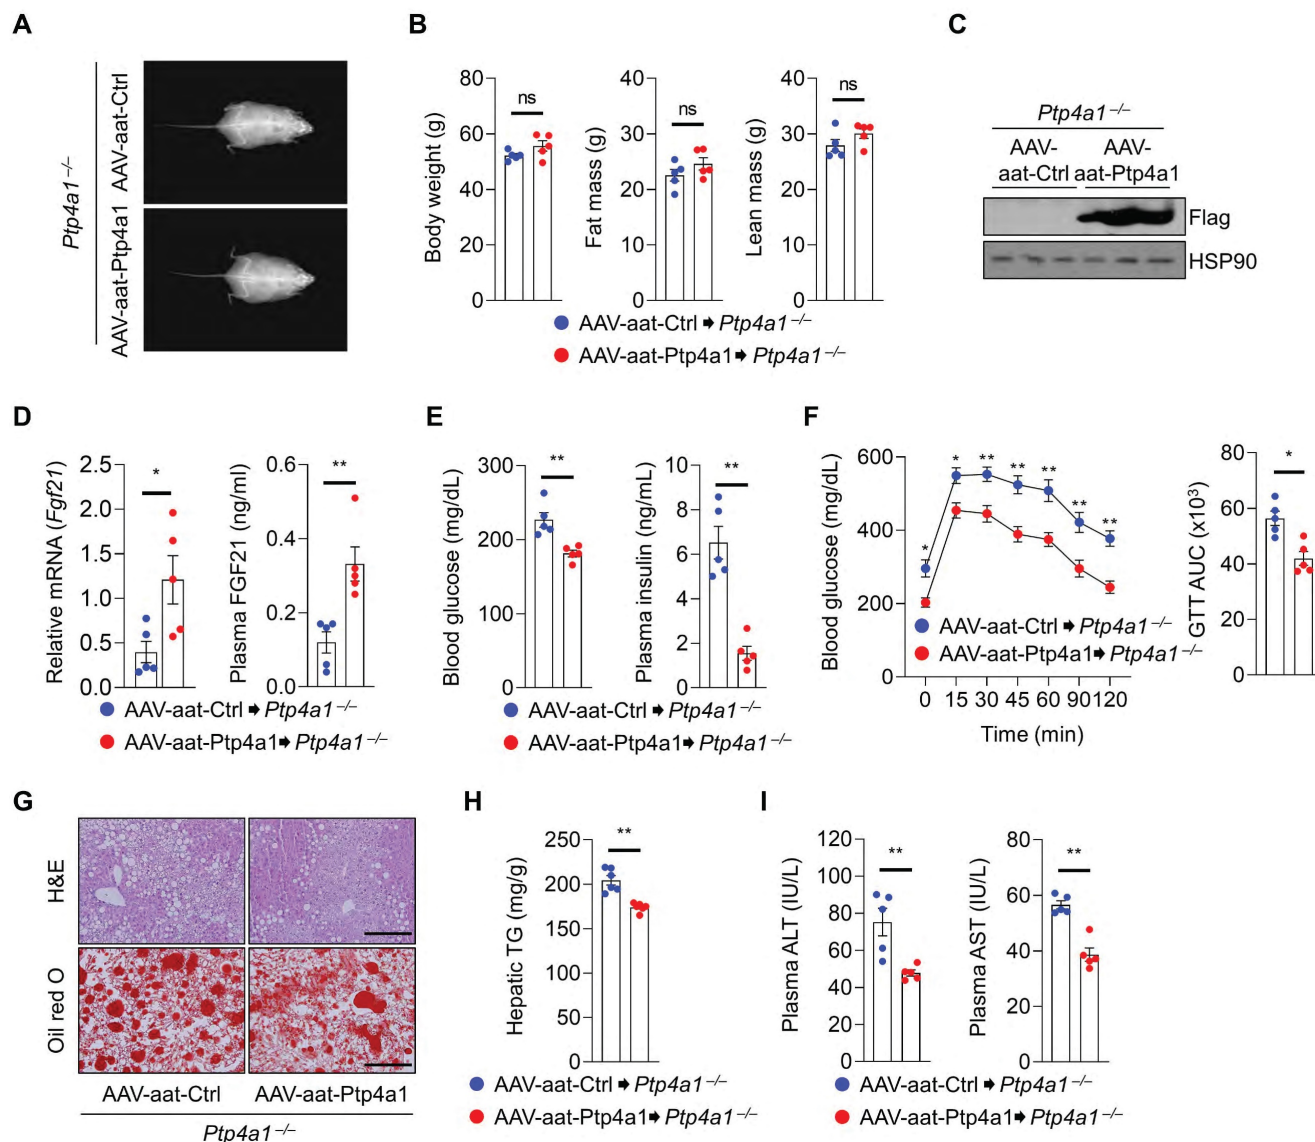 A
Ptp4a1–/–
AAV-aat-Ctrl
AAV-aat-Ptp4a1
B
Body weight (g)
80
60
40
20
0
ns
Fat mass (g)
40
30
20
10
0
ns
Lean mass (g)
40
30
20
10
0
ns
AAV-aat-Ctrl ➧ Ptp4a1–/–
AAV-aat-Ptp4a1➧ Ptp4a1–/–
C
Ptp4a1–/–
AAV-
aat-Ctrl
AAV-
aat-Ptp4a1
Flag
HSP90
D
Relative mRNA (Fgf21)
2.5
2.0
1.5
1.0
0.5
0.0
*
Plasma FGF21 (ng/ml)
0.6
0.4
0.2
0.0
**
AAV-aat-Ctrl ➧ Ptp4a1–/–
AAV-aat-Ptp4a1➧ Ptp4a1–/–
E
Blood glucose (mg/dL)
300
200
100
0
**
Plasma insulin (ng/mL)
10
8
6
4
2
0
**
AAV-aat-Ctrl ➧ Ptp4a1–/–
AAV-aat-Ptp4a1➧ Ptp4a1–/–
F
Blood glucose (mg/dL)
600
400
200
0
* * ** ** ** ** **
AAV-aat-Ctrl ➧ Ptp4a1–/–
AAV-aat-Ptp4a1➧ Ptp4a1–/–
0 15 30 45 60 90 120
Time (min)
GTT AUC (x10³)
80
60
40
20
0
*
G
H&E
Oil red O
AAV-aat-Ctrl AAV-aat-Ptp4a1
Ptp4a1–/–
H
Hepatic TG (mg/g)
250
200
150
100
50
0
**
AAV-aat-Ctrl ➧ Ptp4a1–/–
AAV-aat-Ptp4a1➧ Ptp4a1–/–
I
Plasma ALT (IU/L)
120
100
80
60
40
20
0
**
Plasma AST (IU/L)
80
60
40
20
0
**
AAV-aat-Ctrl ➧ Ptp4a1–/–
AAV-aat-Ptp4a1➧ Ptp4a1–/–